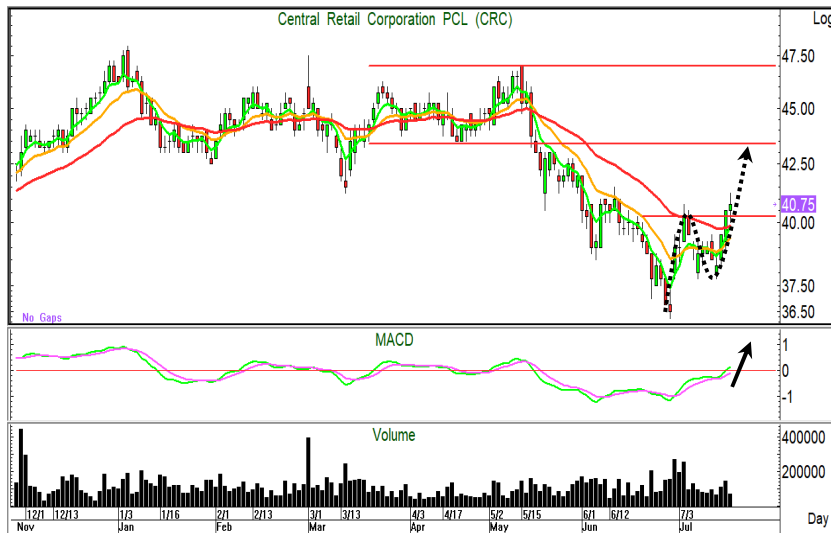 Central Retail Corporation PCL (CRC)
Log
47.50
45.00
42.50
40.75
40.00
37.50
36.50
No Gaps
MACD
1
0
-1
Volume
400000
200000
12/1 12/13 1/3 1/16 2/1 2/13 3/1 3/13 4/3 4/17 5/2 5/15 6/1 6/12 7/3
Day
Nov Jan Feb Mar Apr May Jun Jul